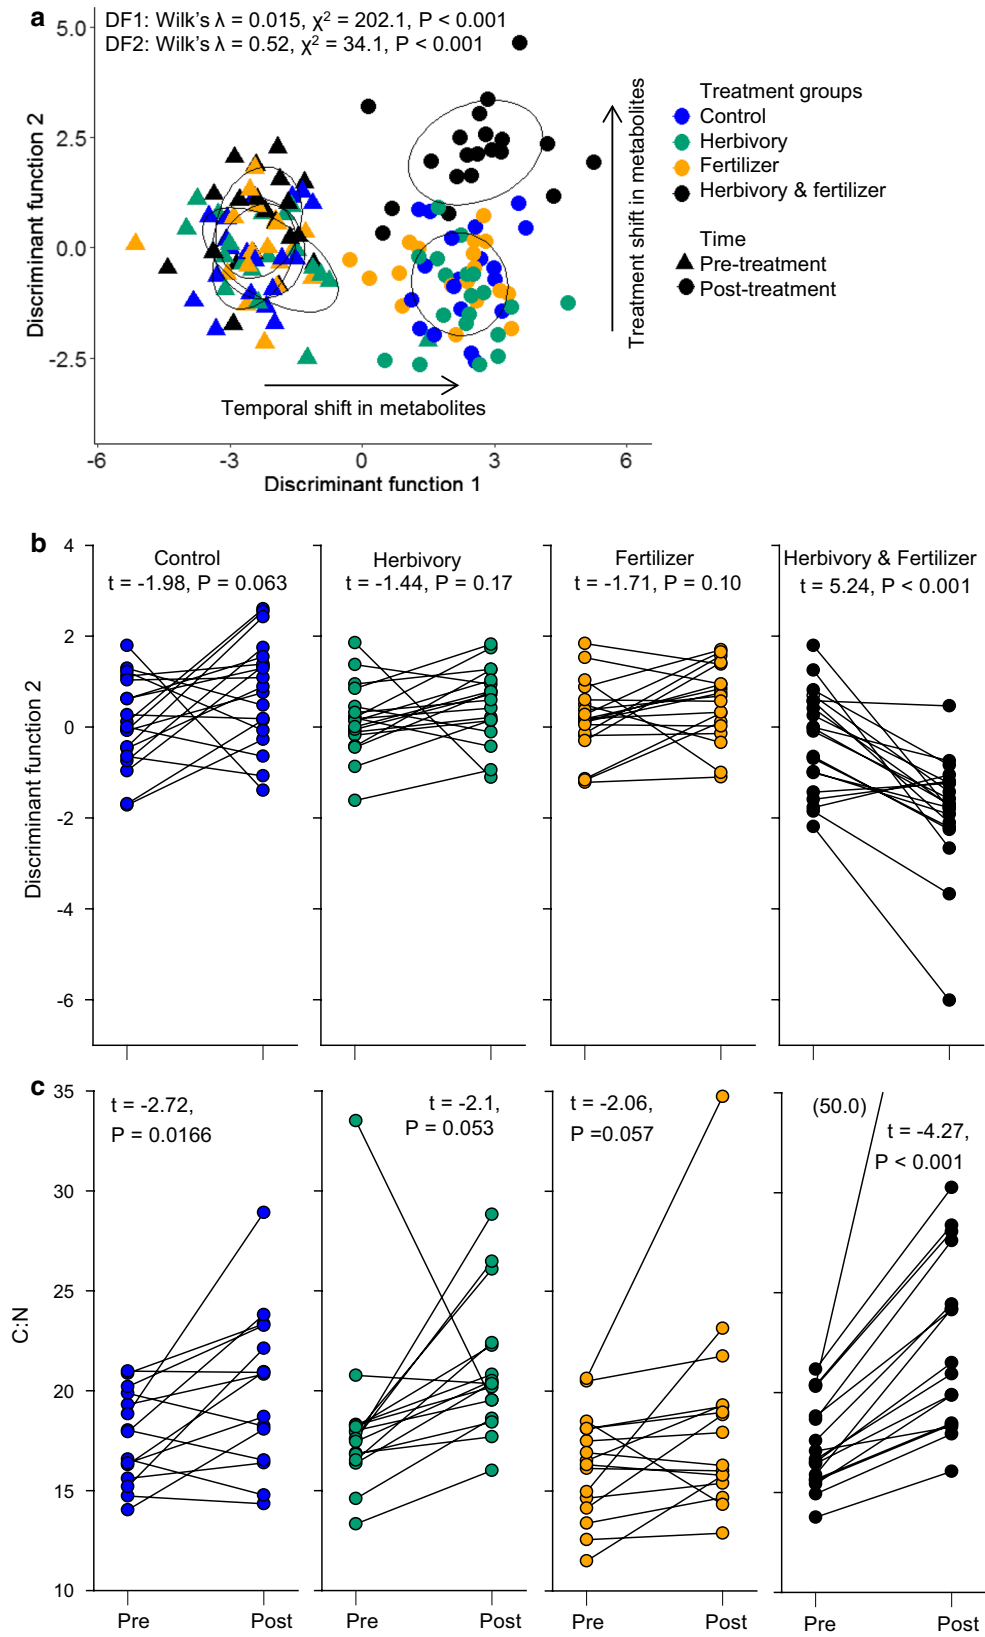 a
DF1: Wilk's λ = 0.015, χ² = 202.1, P < 0.001
DF2: Wilk's λ = 0.52, χ² = 34.1, P < 0.001
5.0
2.5
0.0
-2.5
Discriminant function 2
-6 -3 0 3 6
Discriminant function 1
Temporal shift in metabolites
Treatment shift in metabolites
Treatment groups
Control
Herbivory
Fertilizer
Herbivory & fertilizer
Time
Pre-treatment
Post-treatment
b
4
2
0
-2
-4
-6
Discriminant function 2
Control
t = -1.98, P = 0.063
Herbivory
t = -1.44, P = 0.17
Fertilizer
t = -1.71, P = 0.10
Herbivory & Fertilizer
t = 5.24, P < 0.001
c
35
30
25
20
15
10
C:N
t = -2.72,
P = 0.0166
t = -2.1,
P = 0.053
t = -2.06,
P =0.057
(50.0)
t = -4.27,
P < 0.001
Pre Post Pre Post Pre Post Pre Post